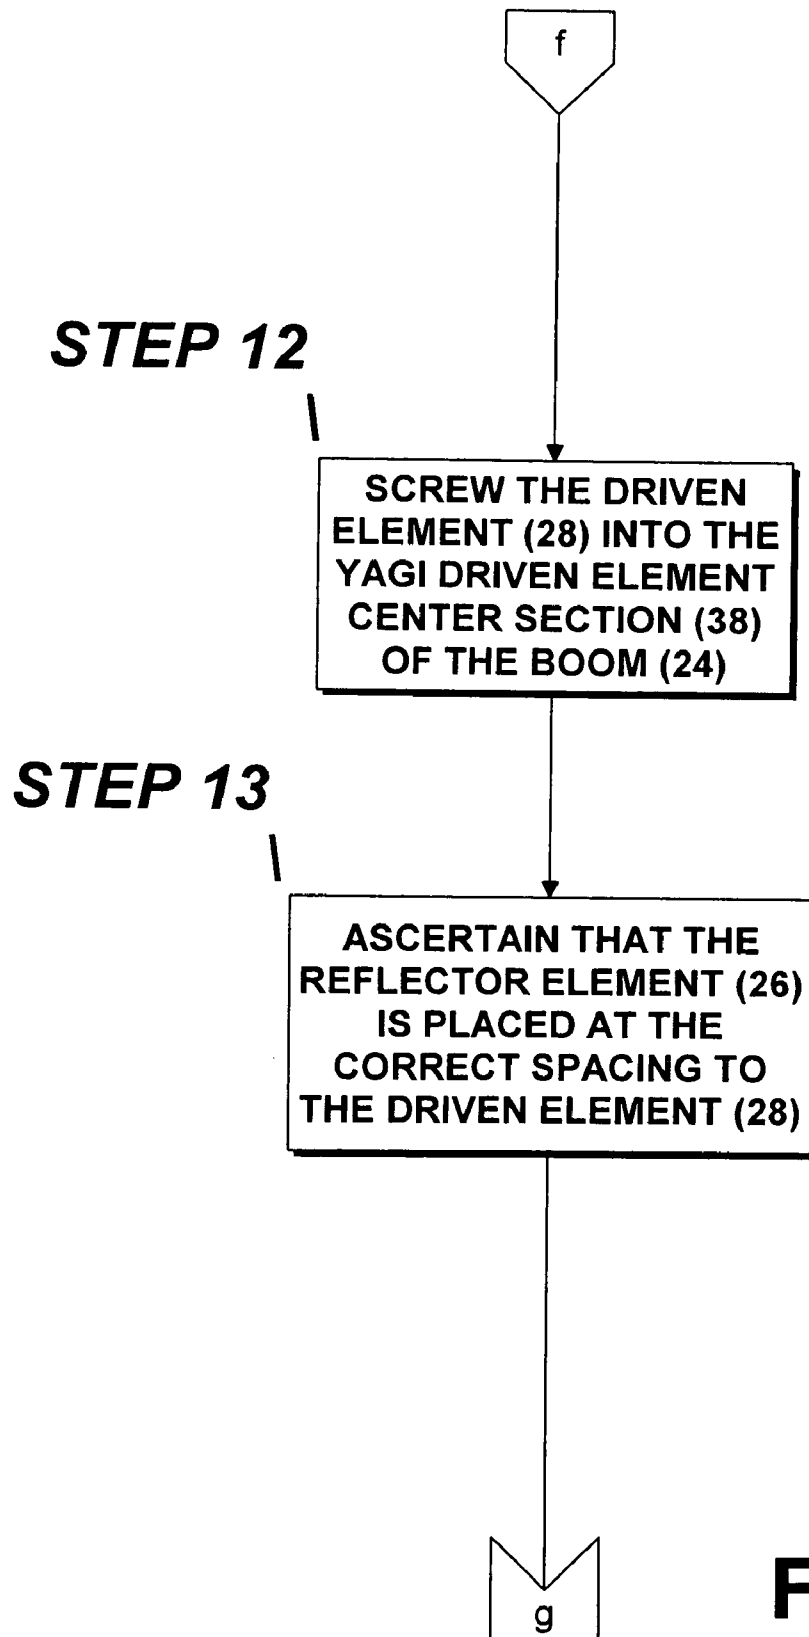 f
STEP 12
SCREW THE DRIVEN
ELEMENT (28) INTO THE
YAGI DRIVEN ELEMENT
CENTER SECTION (38)
OF THE BOOM (24)
STEP 13
ASCERTAIN THAT THE
REFLECTOR ELEMENT (26)
IS PLACED AT THE
CORRECT SPACING TO
THE DRIVEN ELEMENT (28)
g
F